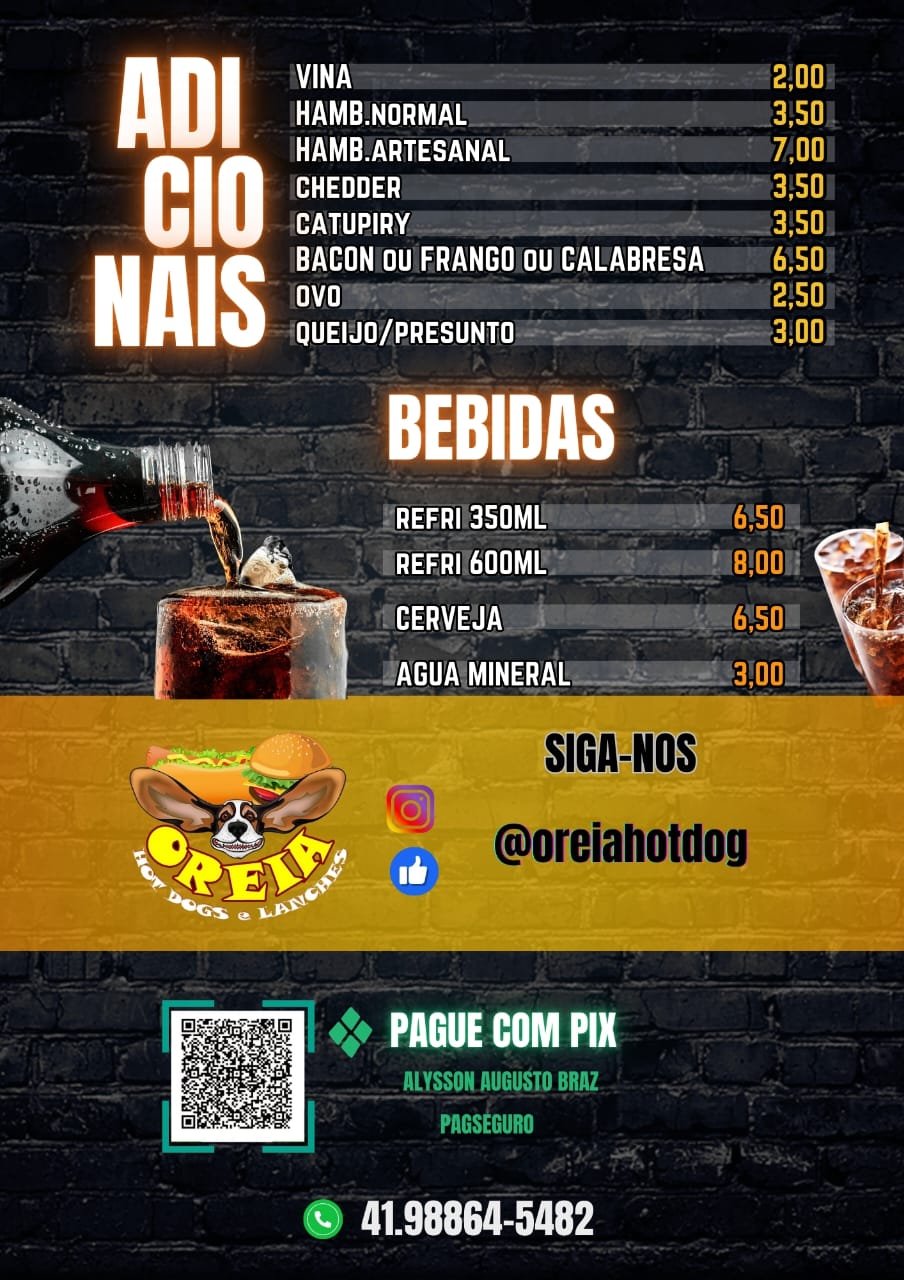 ADI
CIO
NAIS
VINA 2,00
HAMB.NORMAL 3,50
HAMB.ARTESANAL 7,00
CHEDDER 3,50
CATUPIRY 3,50
BACON OU FRANGO OU CALABRESA 6,50
OVO 2,50
QUEIJO/PRESUNTO 3,00
BEBIDAS
REFRI 350ML 6,50
REFRI 600ML 8,00
CERVEJA 6,50
AGUA MINERAL 3,00
OREIA
HOT DOGS e LANCHES
SIGA-NOS
@oreiahotdog
PAGUE COM PIX
ALYSSON AUGUSTO BRAZ
PAGSEGURO
41.98864-5482